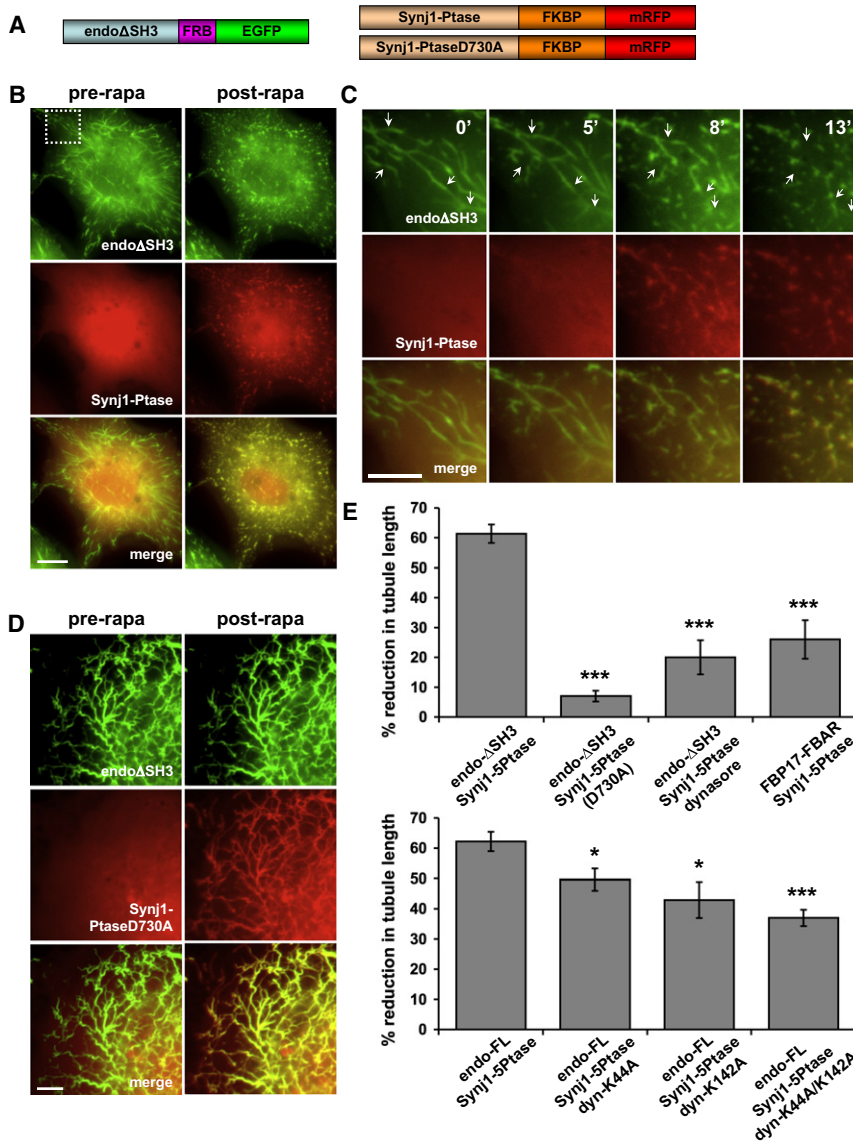 A
endoΔSH3 FRB EGFP
Synj1-Ptase FKBP mRFP
Synj1-PtaseD730A FKBP mRFP
B
pre-rapa post-rapa
endoΔSH3
Synj1-Ptase
merge
C
0' 5' 8' 13'
endoΔSH3
Synj1-Ptase
merge
D
pre-rapa post-rapa
endoΔSH3
Synj1-
PtaseD730A
merge
E
% reduction in tubule length
70
60
50
40
30
20
10
0
*** *** ***
endo-ΔSH3
Synj1-5Ptase
endo-ΔSH3
Synj1-5Ptase
(D730A)
endo-ΔSH3
Synj1-5Ptase
dynasore
FBP17-FBAR
Synj1-5Ptase
% reduction in tubule length
70
60
50
40
30
20
10
0
* * ***
endo-FL
Synj1-5Ptase
endo-FL
Synj1-5Ptase
dyn-K44A
endo-FL
Synj1-5Ptase
dyn-K142A
endo-FL
Synj1-5Ptase
dyn-K44A/K142A